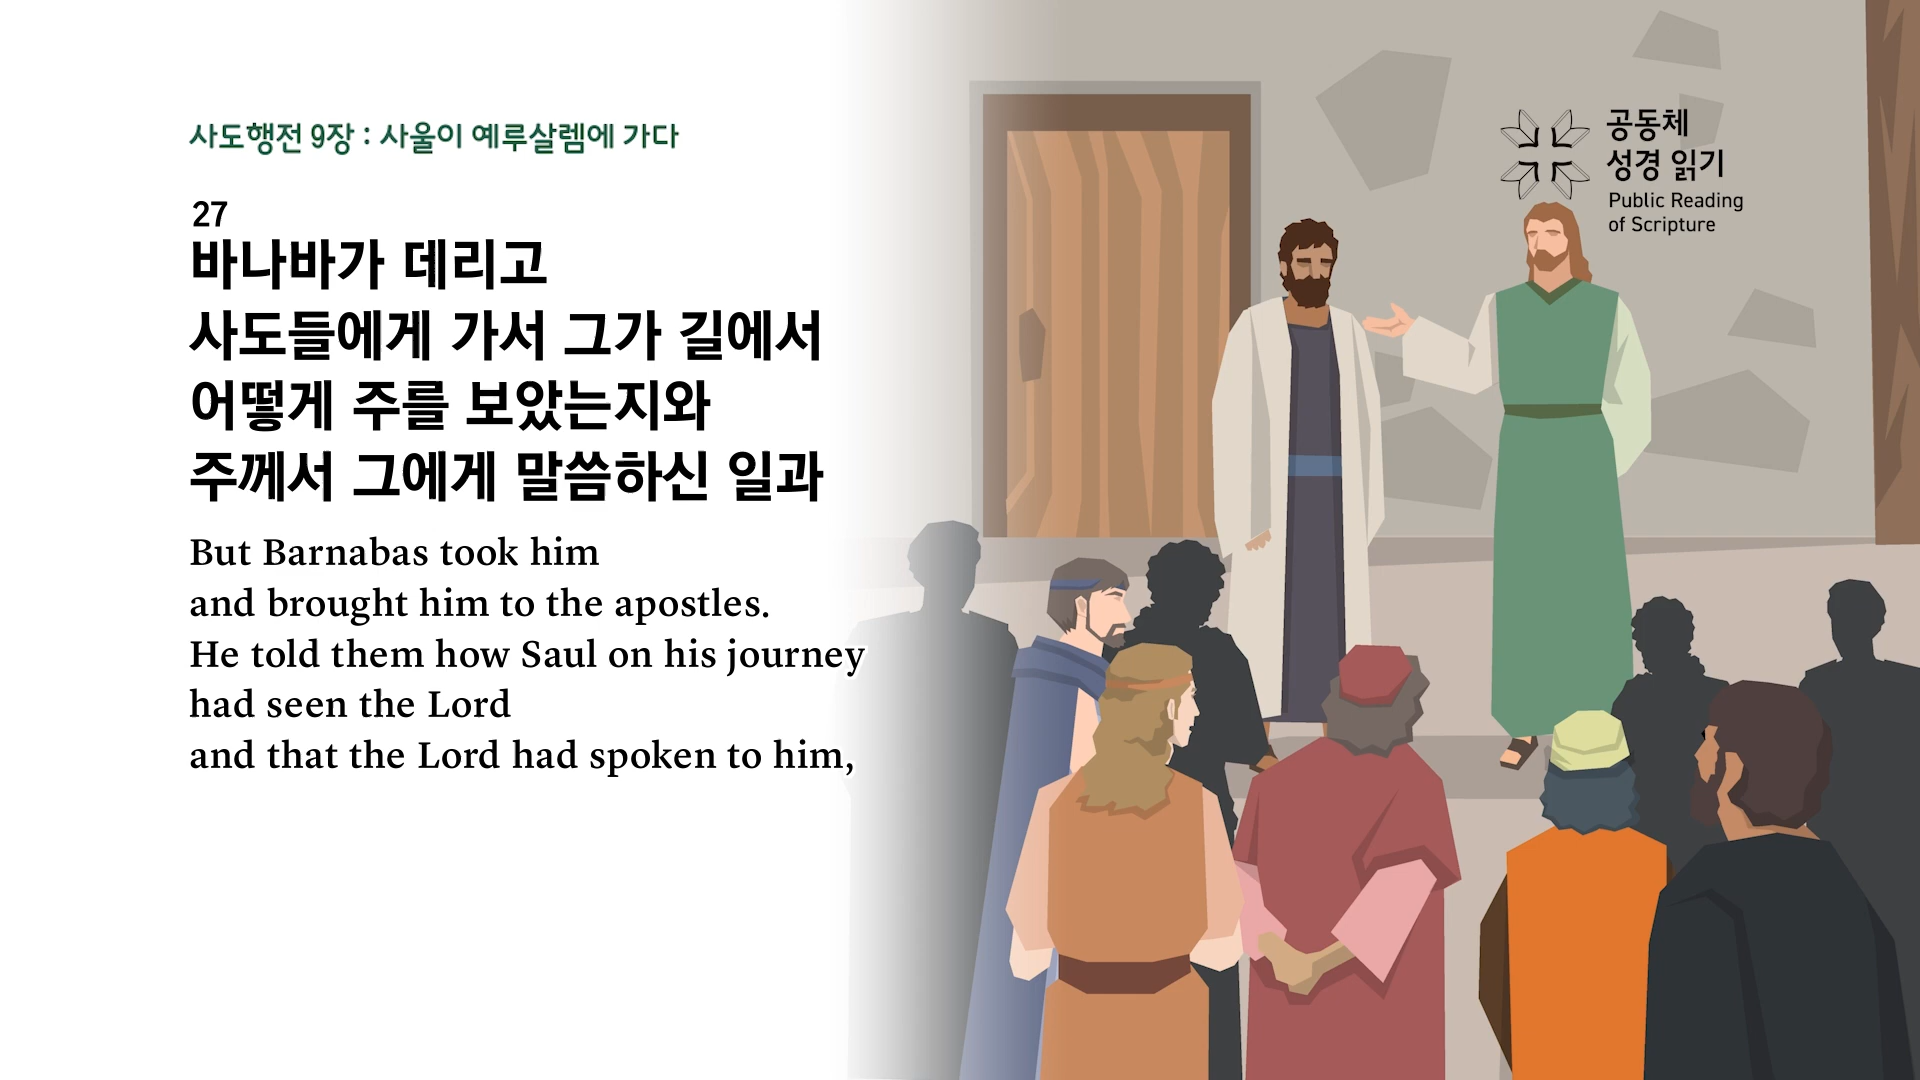 사도행전 9장 : 사울이 예루살렘에 가다
27
바나바가 데리고
사도들에게 가서 그가 길에서
어떻게 주를 보았는지와
주께서 그에게 말씀하신 일과
But Barnabas took him
and brought him to the apostles.
He told them how Saul on his journey
had seen the Lord
and that the Lord had spoken to him,
공동체
성경 읽기
Public Reading
of Scripture